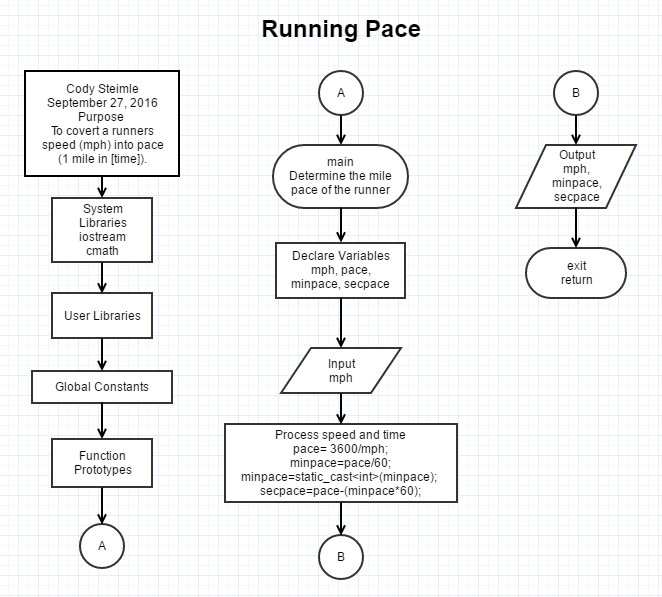 Running Pace
Cody Steimle
September 27, 2016
Purpose
To covert a runners
speed (mph) into pace
(1 mile in [time]).
System
Libraries
iostream
cmath
User Libraries
Global Constants
Function
Prototypes
A
A
main
Determine the mile
pace of the runner
Declare Variables
mph, pace,
minpace, secpace
Input
mph
Process speed and time
pace= 3600/mph;
minpace=pace/60;
minpace=static_cast<int>(minpace);
secpace=pace-(minpace*60);
B
B
Output
mph,
minpace,
secpace
exit
return